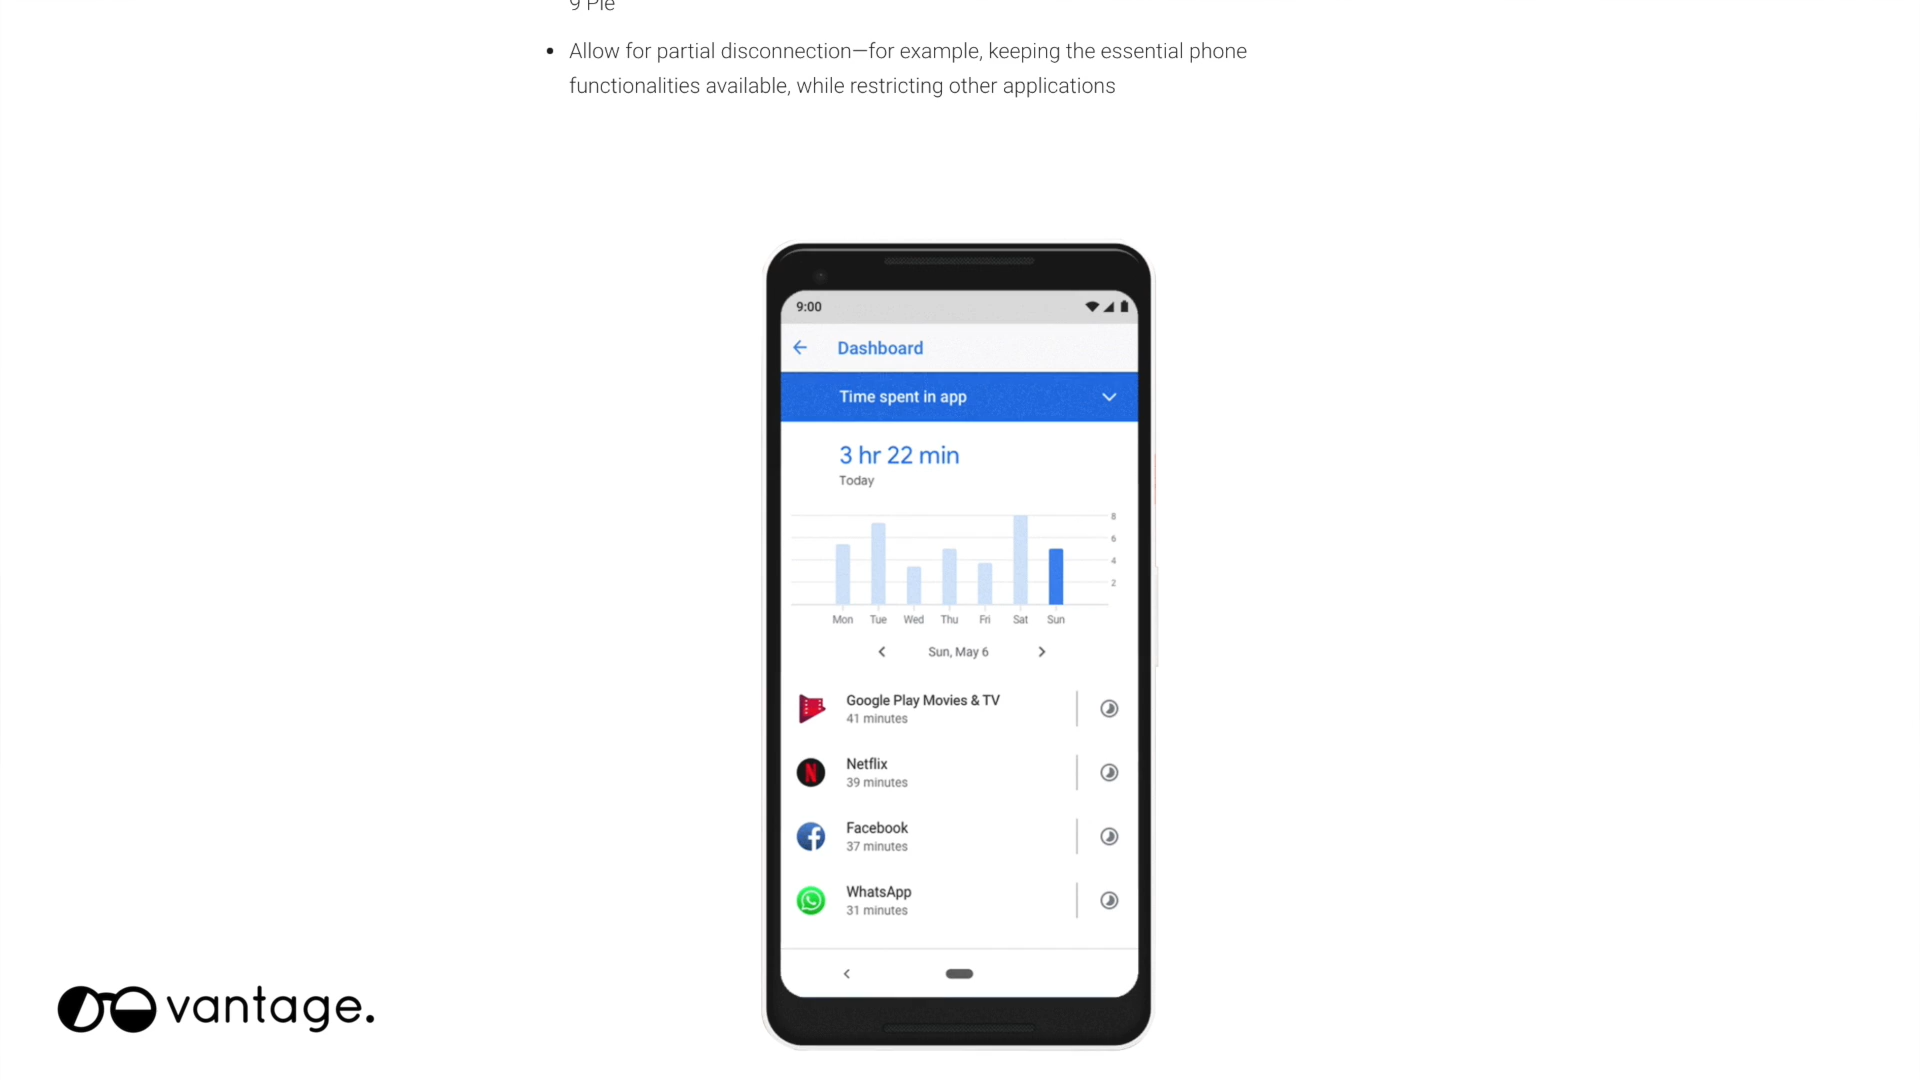 9 Pie
Allow for partial disconnection—for example, keeping the essential phone
functionalities available, while restricting other applications
9:00
Dashboard
Time spent in app
3 hr 22 min
Today
8
6
4
2
Mon Tue Wed Thu Fri Sat Sun
Sun, May 6
Google Play Movies & TV
41 minutes
Netflix
39 minutes
Facebook
37 minutes
WhatsApp
31 minutes
vantage.